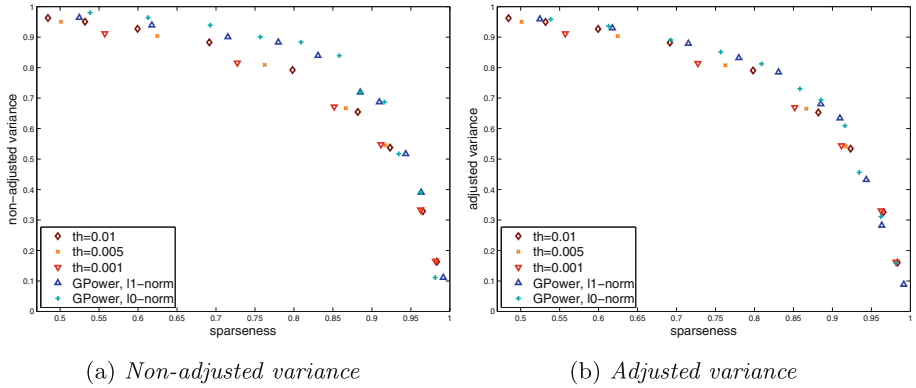 1
0.9
0.8
0.7
0.6
0.5
0.4
0.3
0.2
0.1
0
non-adjusted variance
th=0.01
th=0.005
th=0.001
GPower, l1-norm
GPower, l0-norm
0.5 0.55 0.6 0.65 0.7 0.75 0.8 0.85 0.9 0.95 1
sparseness
(a) Non-adjusted variance
1
0.9
0.8
0.7
0.6
0.5
0.4
0.3
0.2
0.1
0
adjusted variance
th=0.01
th=0.005
th=0.001
GPower, l1-norm
GPower, l0-norm
0.5 0.55 0.6 0.65 0.7 0.75 0.8 0.85 0.9 0.95 1
sparseness
(b) Adjusted variance